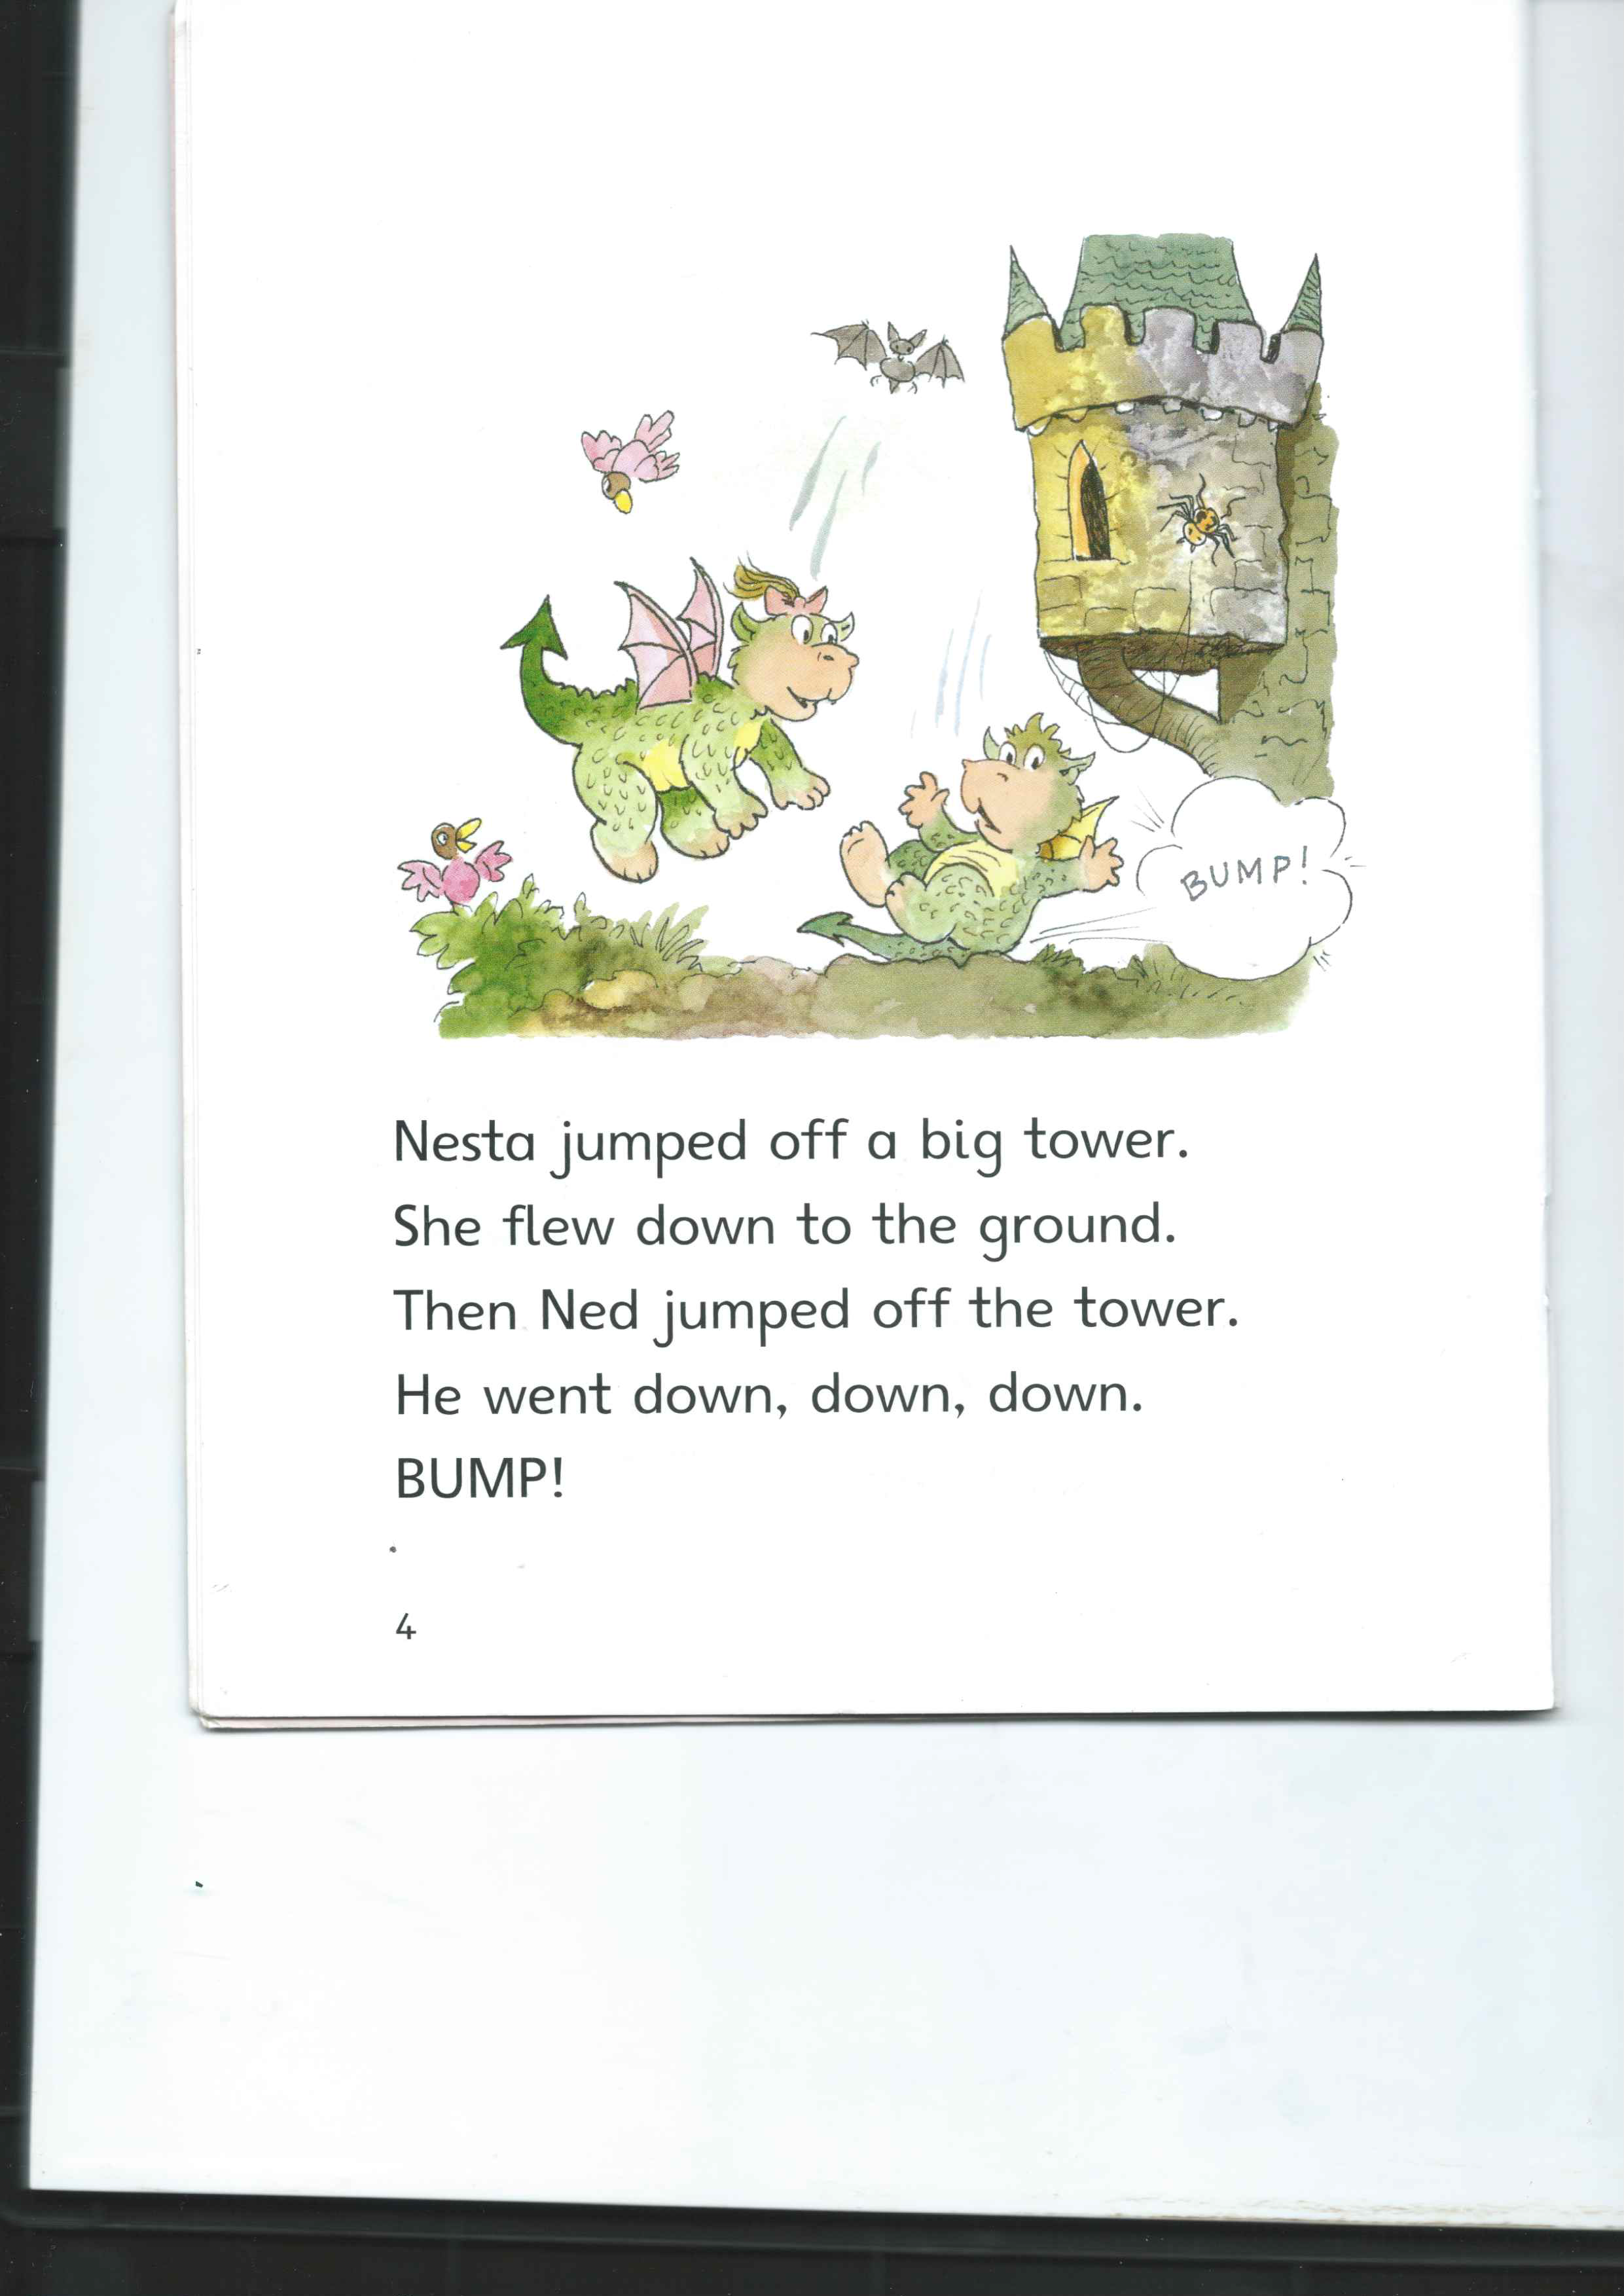 BUMP!
Nesta jumped off a big tower.
She flew down to the ground.
Then Ned jumped off the tower.
He went down, down, down.
BUMP!
4